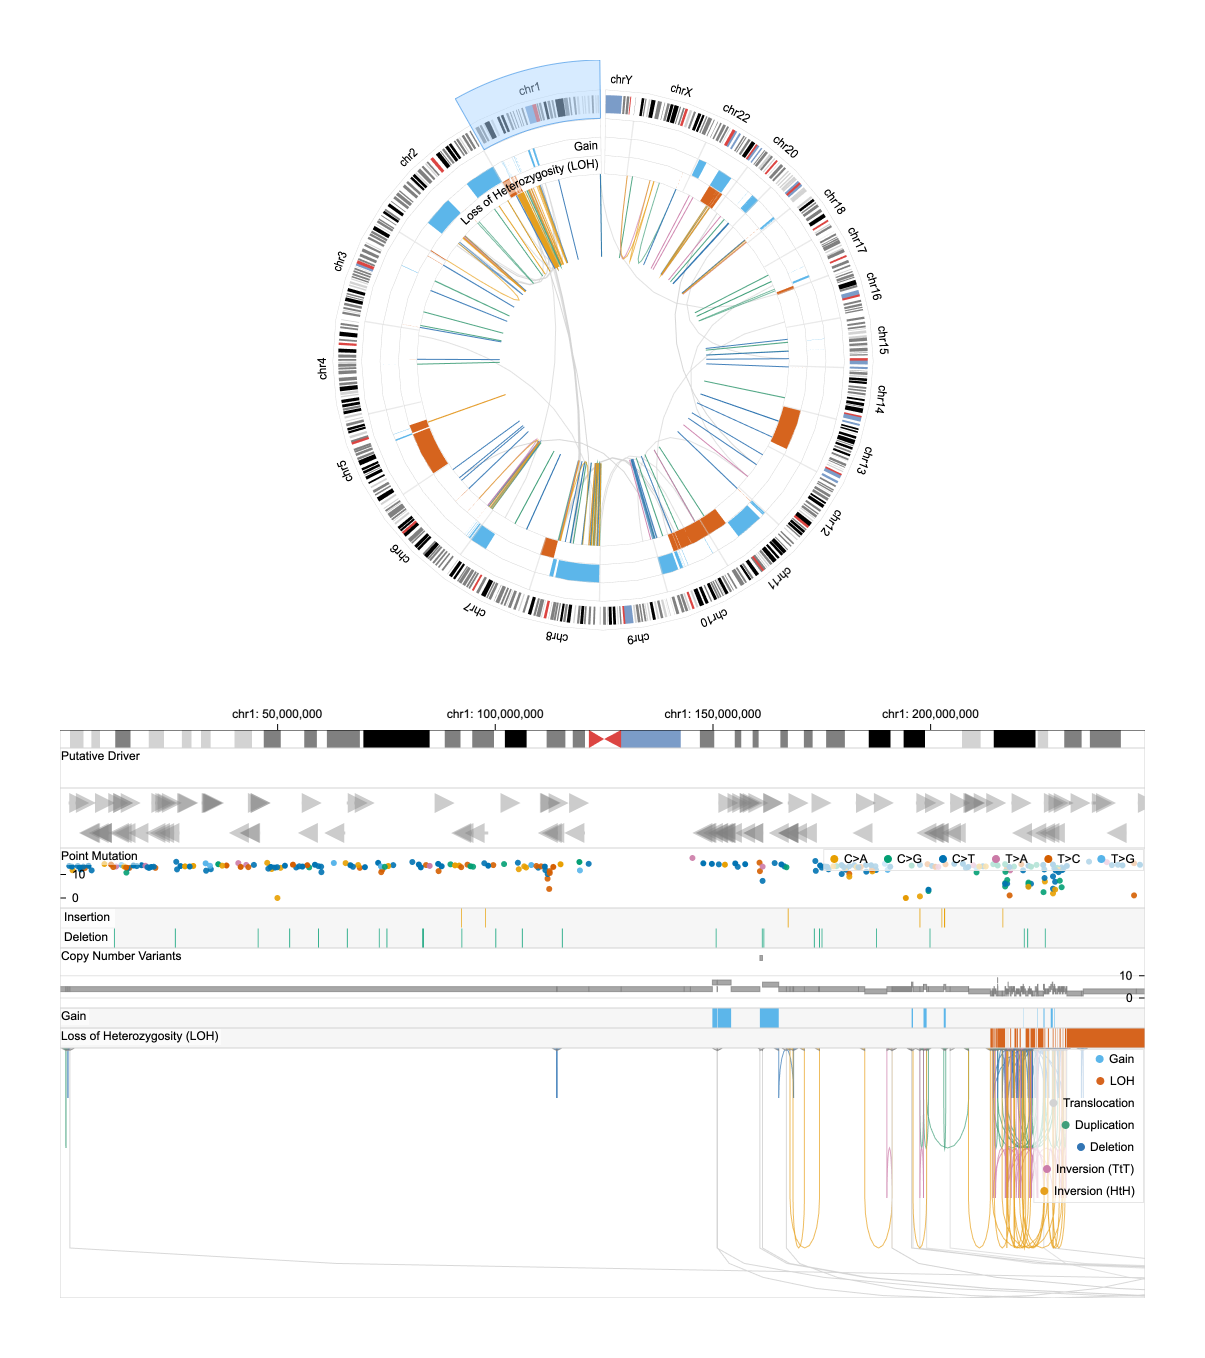 chrY
chrX
chr22
chr20
chr18
chr17
chr16
chr15
chr14
chr13
chr12
chr11
chr10
chr9
chr8
chr7
chr6
chr5
chr4
chr3
chr2
chr1
Gain
Loss of Heterozygosity (LOH)
chr1: 50,000,000
chr1: 100,000,000
chr1: 150,000,000
chr1: 200,000,000
Putative Driver
Point Mutation
C>A
C>G
C>T
T>A
T>C
T>G
10
0
Insertion
Deletion
Copy Number Variants
10
0
Gain
Loss of Heterozygosity (LOH)
Gain
LOH
Translocation
Duplication
Deletion
Inversion (TtT)
Inversion (HtH)